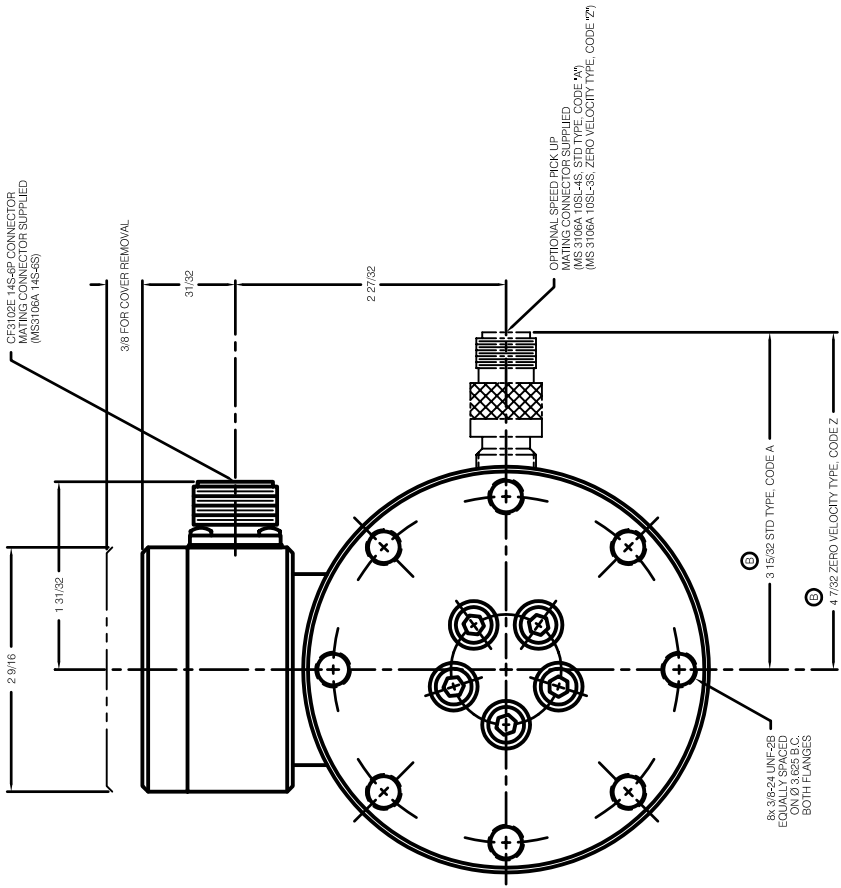 CF3102E 14S-6P CONNECTOR
MATING CONNECTOR SUPPLIED
(MS3106A 14S-6S)
3/8 FOR COVER REMOVAL
31/32
2 27/32
OPTIONAL SPEED PICK UP
MATING CONNECTOR SUPPLIED
(MS 3106A 10SL-4S, STD TYPE, CODE "A")
(MS 3106A 10SL-3S, ZERO VELOCITY TYPE, CODE "Z")
1 31/32
2 9/16
B
3 15/32 STD TYPE, CODE A
B
4 7/32 ZERO VELOCITY TYPE, CODE Z
8x 3/8-24 UNF-2B
EQUALLY SPACED
ON Ø 3.625 B.C.
BOTH FLANGES